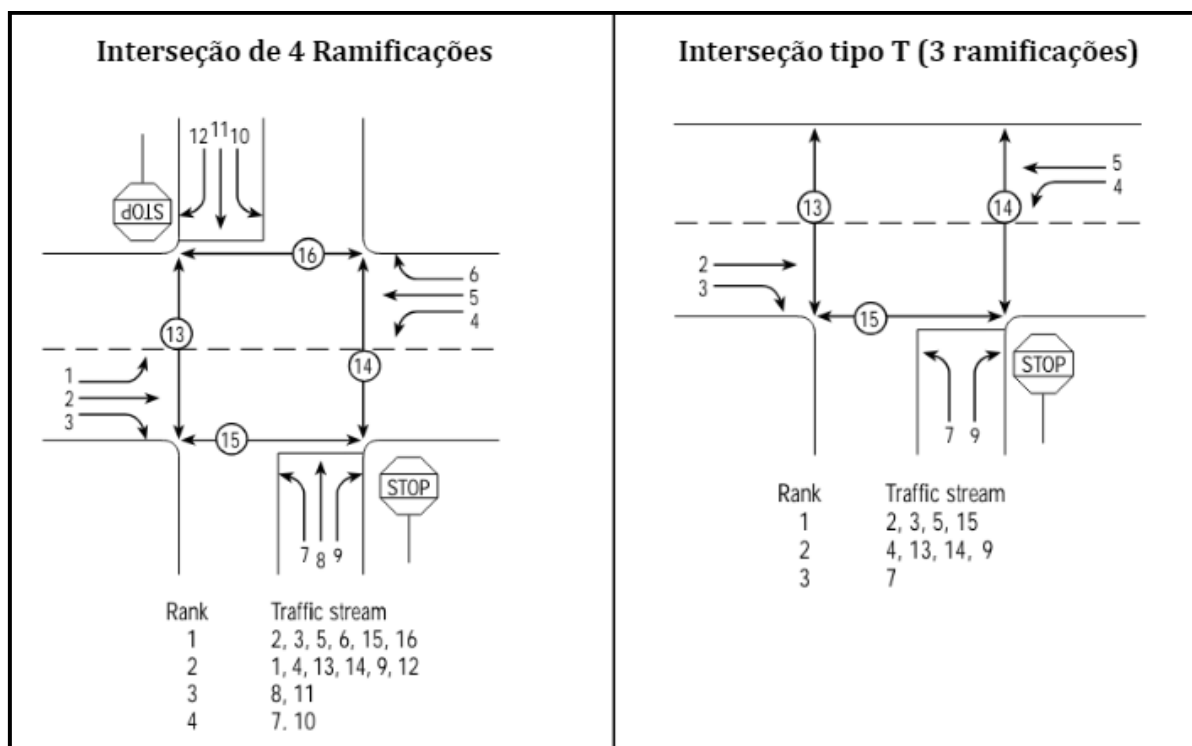 Interseção de 4 Ramificações
12 11 10
STOP
16
6
5
4
13
14
1
2
3
15
STOP
7 8 9
Rank Traffic stream
1 2, 3, 5, 6, 15, 16
2 1, 4, 13, 14, 9, 12
3 8, 11
4 7. 10
Interseção tipo T (3 ramificações)
5
4
13 14
2
3
15
STOP
7 9
Rank Traffic stream
1 2, 3, 5, 15
2 4, 13, 14, 9
3 7